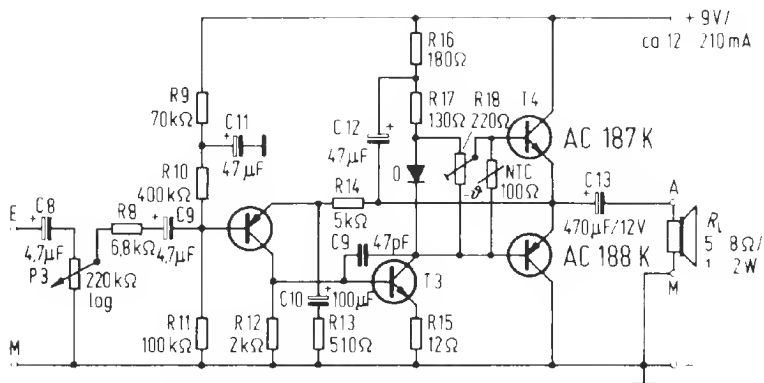 + 9V/
ca 12 210mA
R16
180Ω
R9
70kΩ
C11
47μF
C12
47μF
R17
130Ω
R18
220Ω
T4
AC 187 K
R10
400kΩ
D
-ϑ
NTC
100Ω
C13
470μF/12V
A
E
C8
4,7μF
R8
6,8kΩ
C9
4,7μF
R14
5kΩ
P3
220kΩ
log
C9
47pF
T3
AC 188 K
RL
5
1
8Ω/
2W
M
C10
100μF
M
R11
100kΩ
R12
2kΩ
R13
510Ω
R15
12Ω